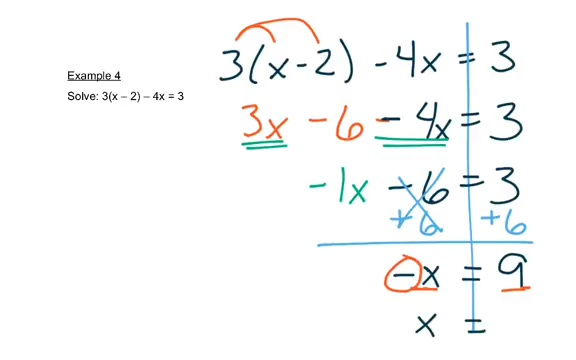 Example 4
Solve: 3(x – 2) – 4x = 3
3(x – 2) – 4x = 3
3x – 6 – 4x = 3
–1x – 6 = 3
+6 +6
–x = 9
x =